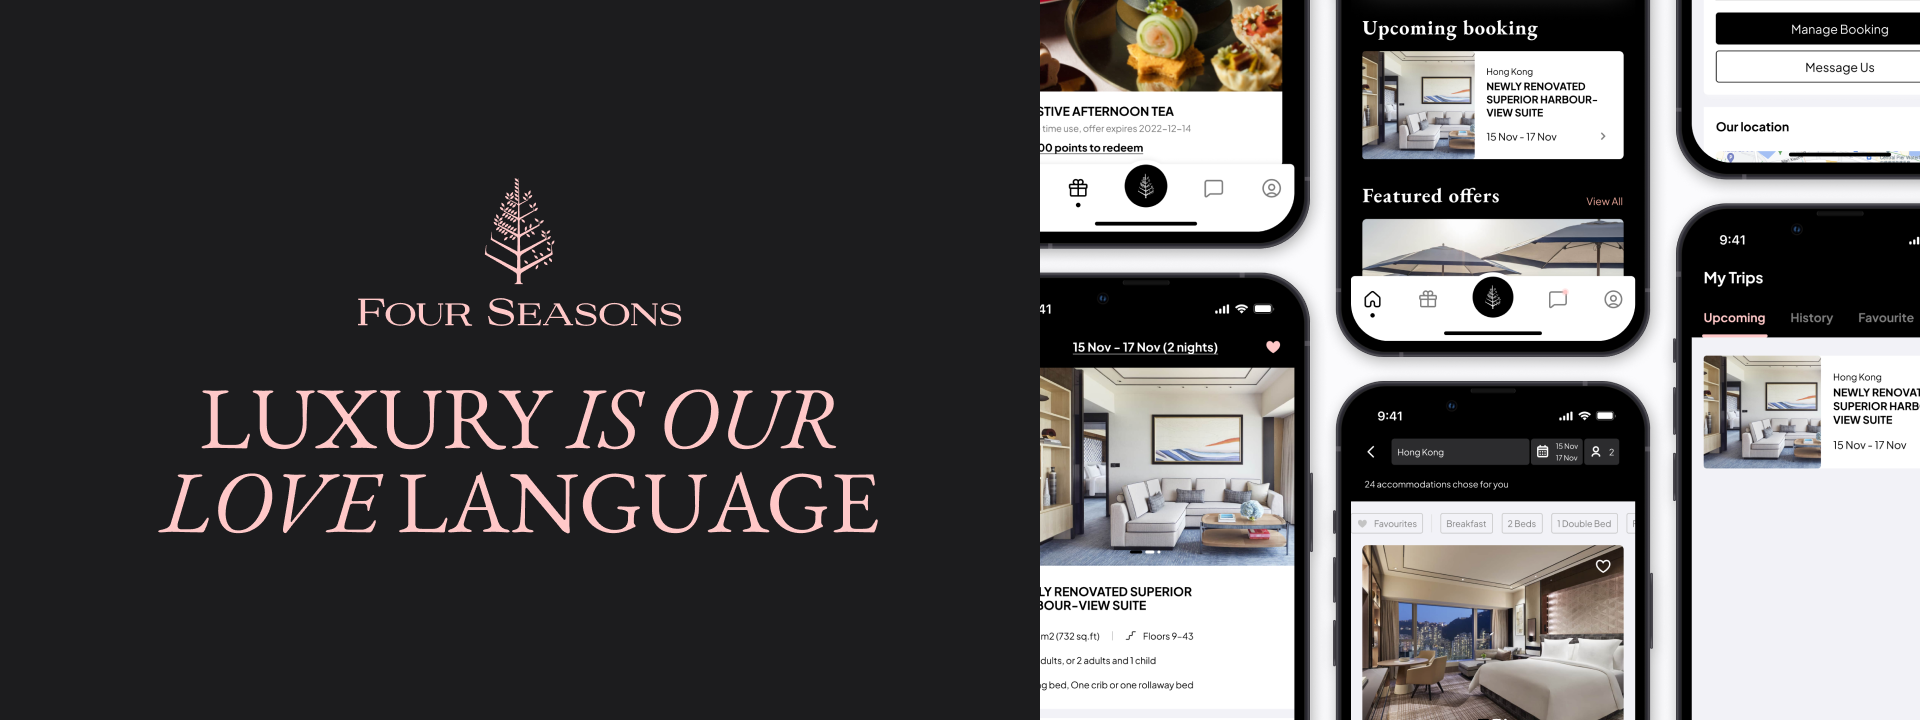 FOUR SEASONS
LUXURY IS OUR
LOVE LANGUAGE
STIVE AFTERNOON TEA
time use, offer expires 2022-12-14
00 points to redeem
41
15 Nov - 17 Nov (2 nights)
LY RENOVATED SUPERIOR
BOUR-VIEW SUITE
m2 (732 sq.ft)
Floors 9-43
dults, or 2 adults and 1 child
ng bed, One crib or one rollaway bed
Upcoming booking
Hong Kong
NEWLY RENOVATED
SUPERIOR HARBOUR-
VIEW SUITE
15 Nov - 17 Nov
Featured offers
View All
9:41
Hong Kong
15 Nov
17 Nov
2
24 accommodations chose for you
Favourites
Breakfast
2 Beds
1 Double Bed
Manage Booking
Message Us
Our location
9:41
My Trips
Upcoming
History
Favourite
Hong Kong
NEWLY RENOVAT
SUPERIOR HARB
VIEW SUITE
15 Nov - 17 Nov